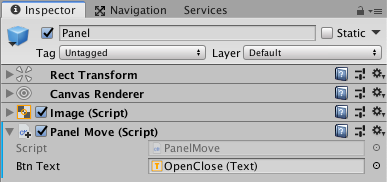 Inspector Navigation Services
Panel Static
Tag Untagged Layer Default
Rect Transform
Canvas Renderer
Image (Script)
Panel Move (Script)
Script PanelMove
Btn Text OpenClose (Text)